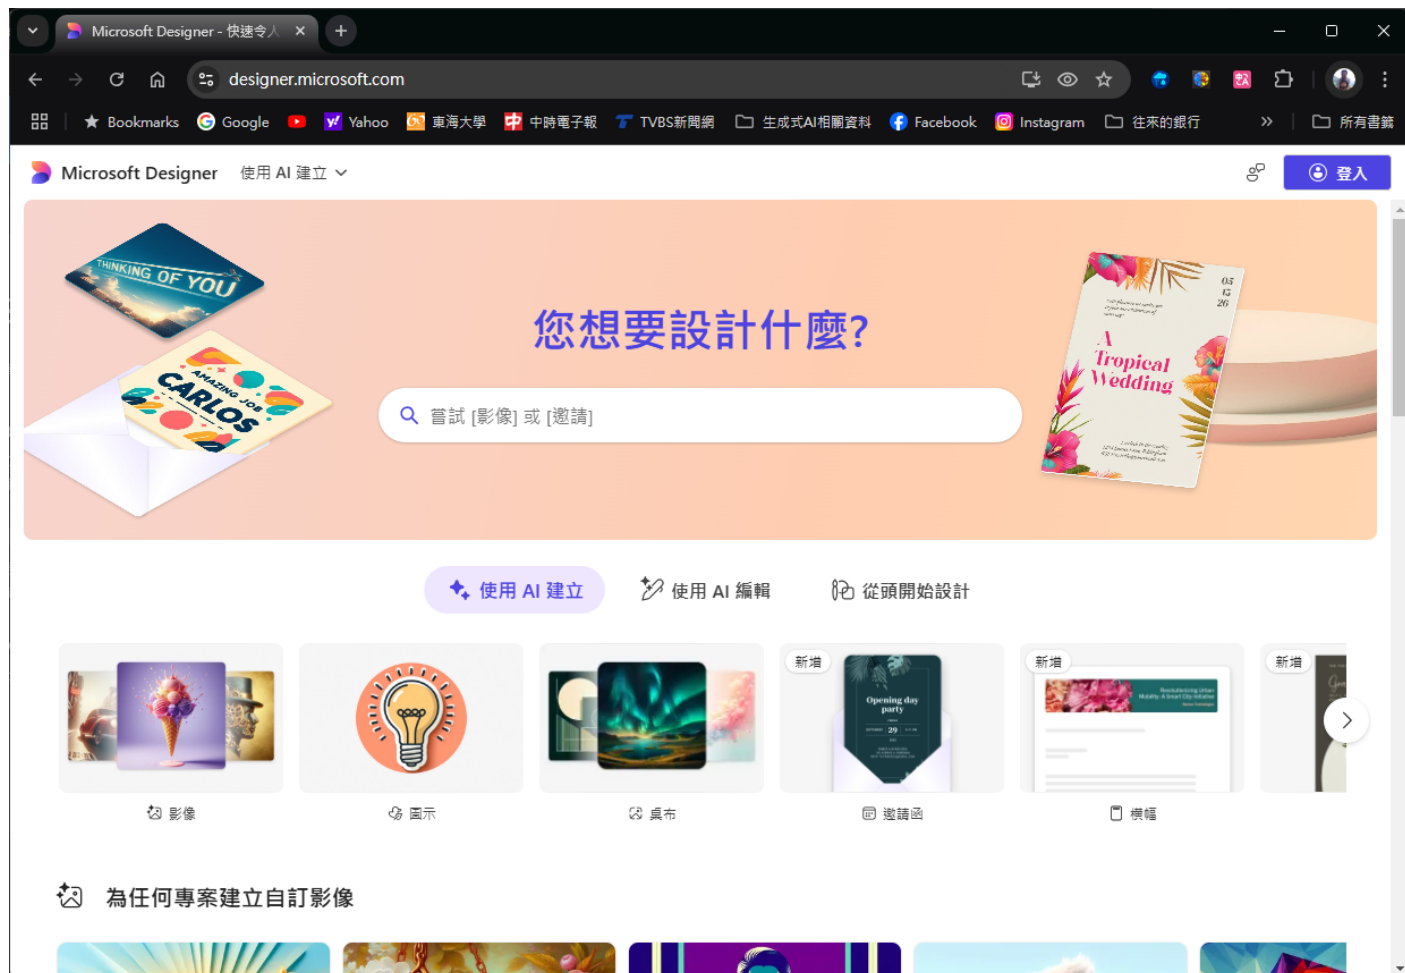 Microsoft Designer - 快速令人
designer.microsoft.com
Bookmarks
Google
Yahoo
東海大學
中時電子報
TVBS新聞網
生成式AI相關資料
Facebook
Instagram
往來的銀行
所有書籤
Microsoft Designer
使用 AI 建立
登入
THINKING OF YOU
AMAZING JOB
CARLOS
您想要設計什麼?
嘗試 [影像] 或 [邀請]
05
15
26
A
Tropical
Wedding
使用 AI 建立
使用 AI 編輯
從頭開始設計
新增
Opening day
party
29
新增
Revolutionizing Urban
Mobility: A Smart City Initiative
新增
影像
圖示
桌布
邀請函
橫幅
為任何專案建立自訂影像